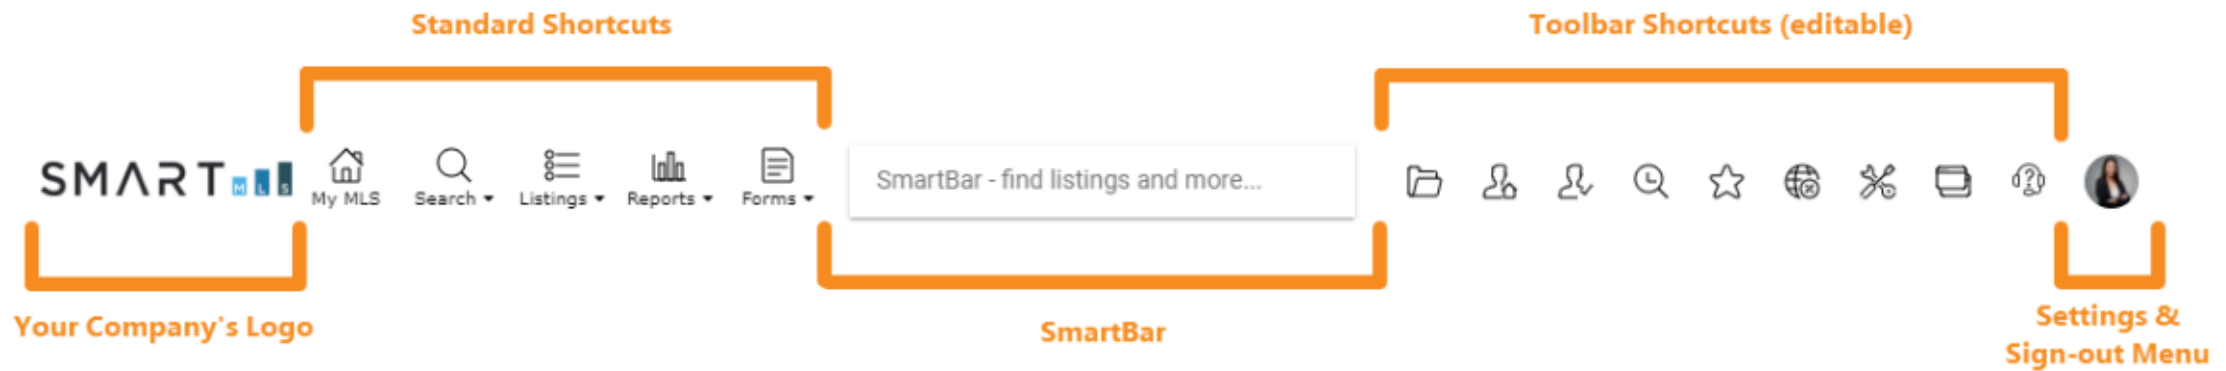 Standard Shortcuts
Toolbar Shortcuts (editable)
SMART MLS
My MLS
Search
Listings
Reports
Forms
SmartBar - find listings and more...
Your Company's Logo
SmartBar
Settings &
Sign-out Menu